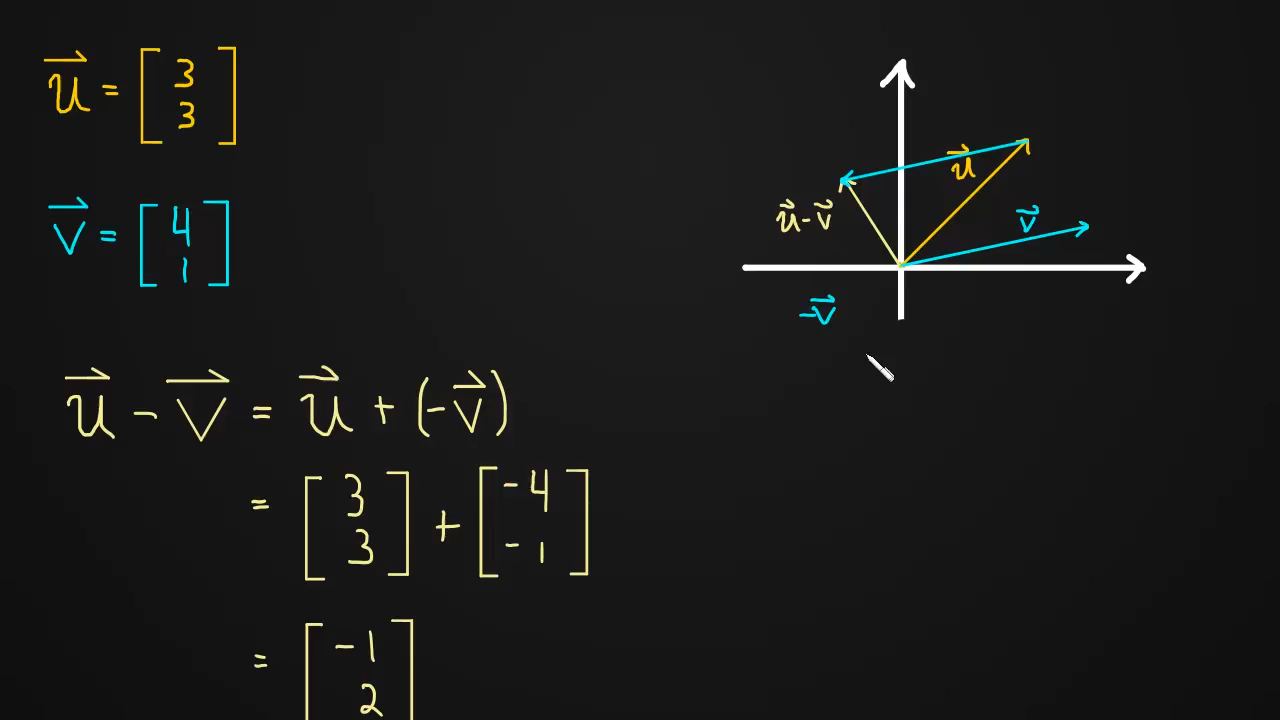 u⃗ = [ 3
3 ]
v⃗ = [ 4
1 ]
u⃗ - v⃗ = u⃗ + (-v⃗)
= [ 3
3 ] + [ -4
-1 ]
= [ -1
2 ]
u⃗
v⃗
u⃗ - v⃗
-v⃗